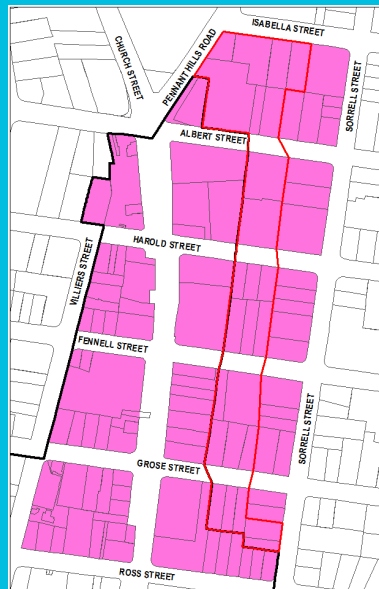 ISABELLA STREET
CHURCH STREET
PENNANT HILLS ROAD
SORRELL STREET
ALBERT STREET
HAROLD STREET
VILLIERS STREET
FENNELL STREET
SORRELL STREET
GROSE STREET
ROSS STREET